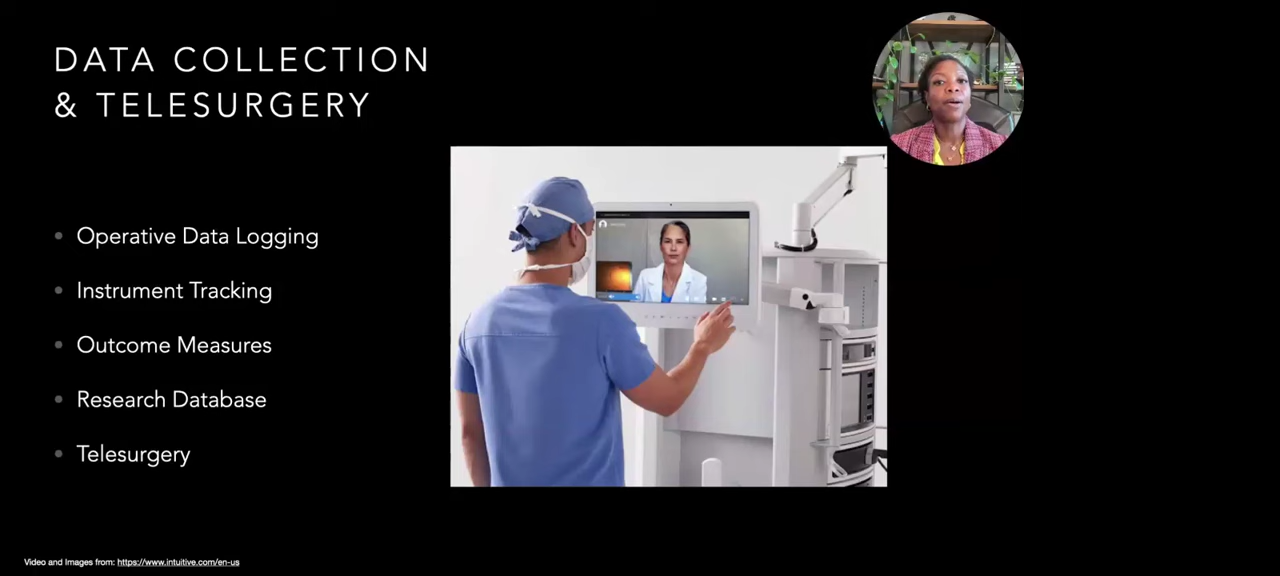 DATA COLLECTION
& TELESURGERY
Operative Data Logging
Instrument Tracking
Outcome Measures
Research Database
Telesurgery
Video and Images from: https://www.intuitive.com/en-us